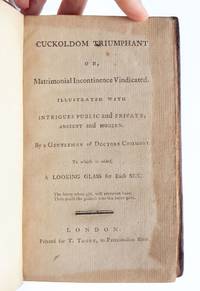 CUCKOLDOM TRIUMPHANT
OR,
Matrimonial Incontinence Vindicated.
ILLUSTRATED WITH
INTRIGUES PUBLIC and PRIVATE,
ANCIENT and MODERN.
By a GENTLEMAN of DOCTORS COMMONS.
To which is added,
A LOOKING GLASS for each SEX.
LONDON:
Printed for T. THORN, in Paternoster Row.